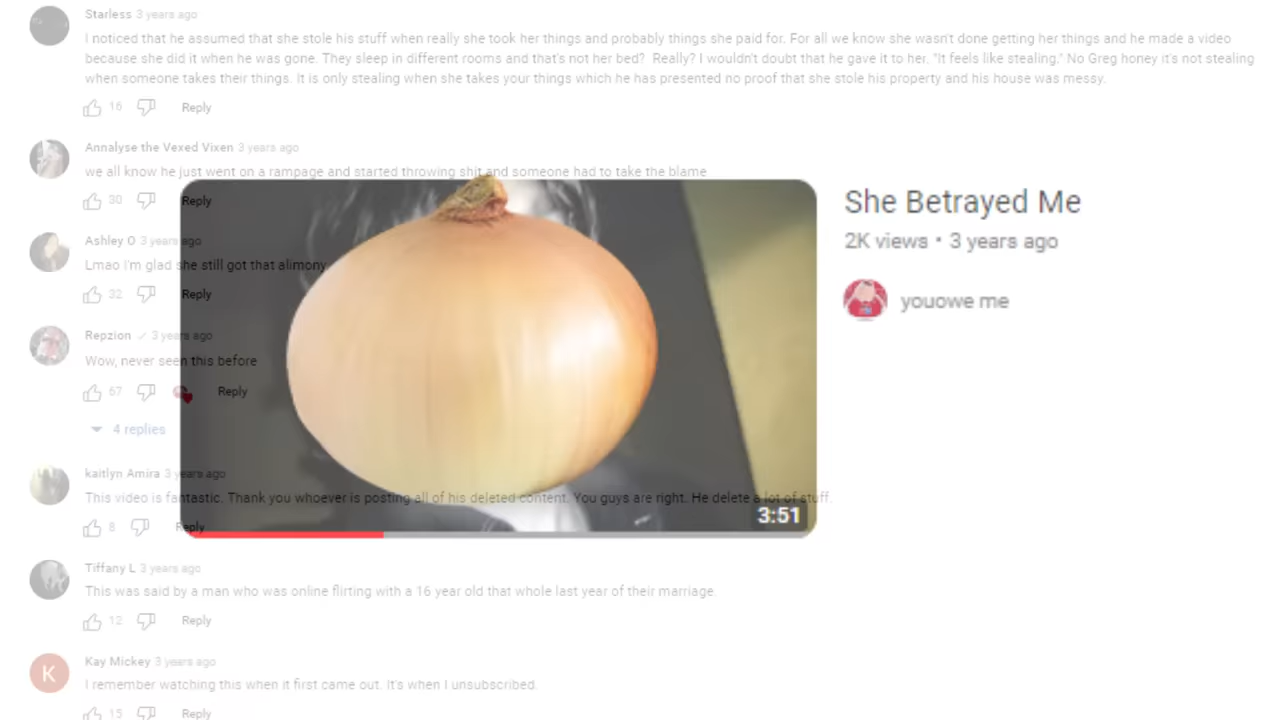 Starless 3 years ago
I noticed that he assumed that she stole his stuff when really she took her things and probably things she paid for. For all we know she wasn't done getting her things and he made a video
because she did it when he was gone. They sleep in different rooms and that's not her bed? Really? I wouldn't doubt that he gave it to her. "It feels like stealing." No Greg honey it's not stealing
when someone takes their things. It is only stealing when she takes your things which he has presented no proof that she stole his property and his house was messy.
16 Reply
Annalyse the Vexed Vixen 3 years ago
we all know he just went on a rampage and started throwing shit and someone had to take the blame
30 Reply
Ashley O 3 years ago
Lmao I'm glad she still got that alimony
32 Reply
Repzion 3 years ago
Wow, never seen this before
67 Reply
4 replies
kaitlyn Amira 3 years ago
This video is fantastic. Thank you whoever is posting all of his deleted content. You guys are right. He delete a lot of stuff
8 Reply
Tiffany L 3 years ago
This was said by a man who was online flirting with a 16 year old that whole last year of their marriage.
12 Reply
K
Kay Mickey 3 years ago
I remember watching this when it first came out. It's when I unsubscribed.
15 Reply
3:51
She Betrayed Me
2K views • 3 years ago
youowe me